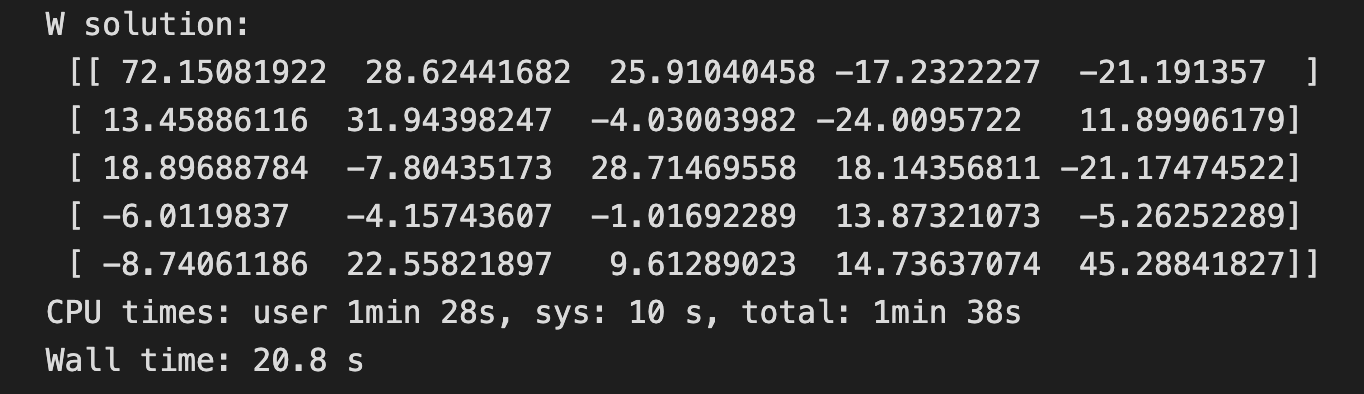 W solution:
[[ 72.15081922 28.62441682 25.91040458 -17.2322227 -21.191357 ]
[ 13.45886116 31.94398247 -4.03003982 -24.0095722 11.89906179]
[ 18.89688784 -7.80435173 28.71469558 18.14356811 -21.17474522]
[ -6.0119837 -4.15743607 -1.01692289 13.87321073 -5.26252289]
[ -8.74061186 22.55821897 9.61289023 14.73637074 45.28841827]]
CPU times: user 1min 28s, sys: 10 s, total: 1min 38s
Wall time: 20.8 s